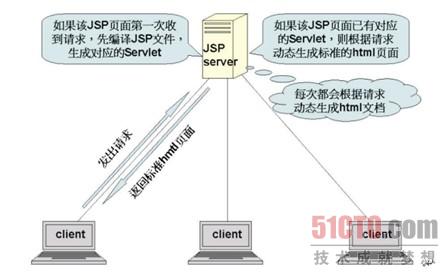 如果该JSP页面第一次收
到请求，先编译JSP文件，
生成对应的Servlet
JSP
server
如果该JSP页面已有对应
的Servlet，则根据请求
动态生成标准的html页面
每次都会根据请求
动态生成html文档
发出请求
返回标准hmtl页面
client
client
client
51CTO.com
技术成就梦想